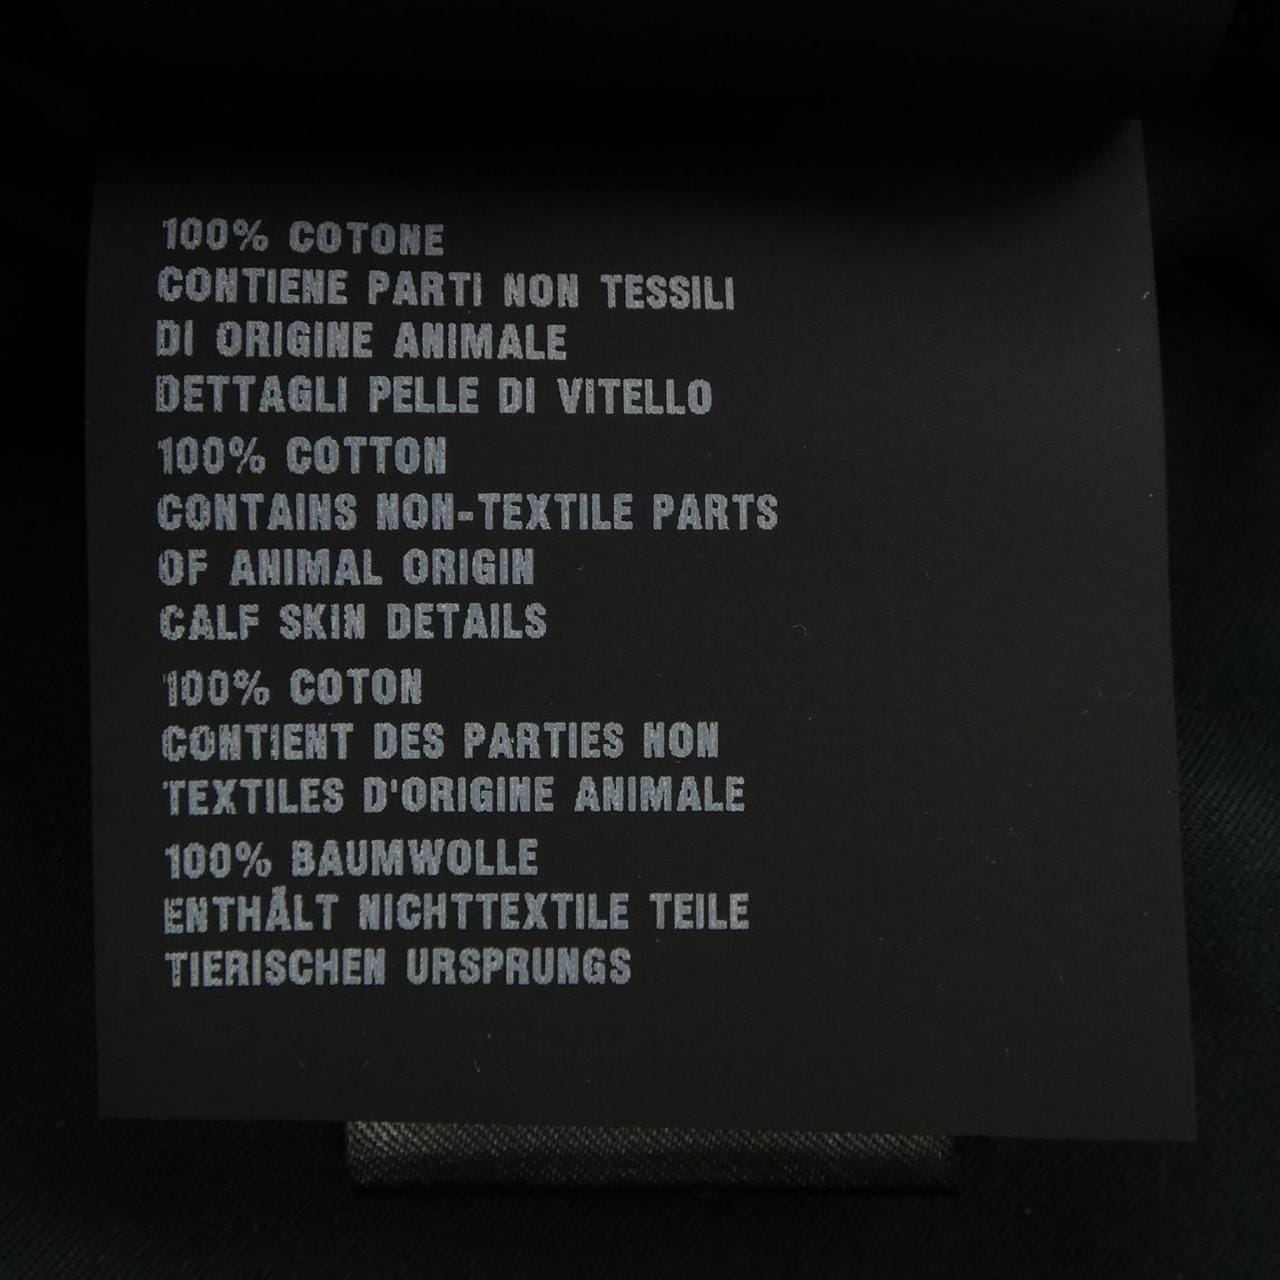 100% COTONE
CONTIENE PARTI NON TESSILI
DI ORIGINE ANIMALE
DETTAGLI PELLE DI VITELLO
100% COTTON
CONTAINS NON-TEXTILE PARTS
OF ANIMAL ORIGIN
CALF SKIN DETAILS
100% COTON
CONTIENT DES PARTIES NON
TEXTILES D'ORIGINE ANIMALE
100% BAUMWOLLE
ENTHÄLT NICHTTEXTILE TEILE
TIERISCHEN URSPRUNGS